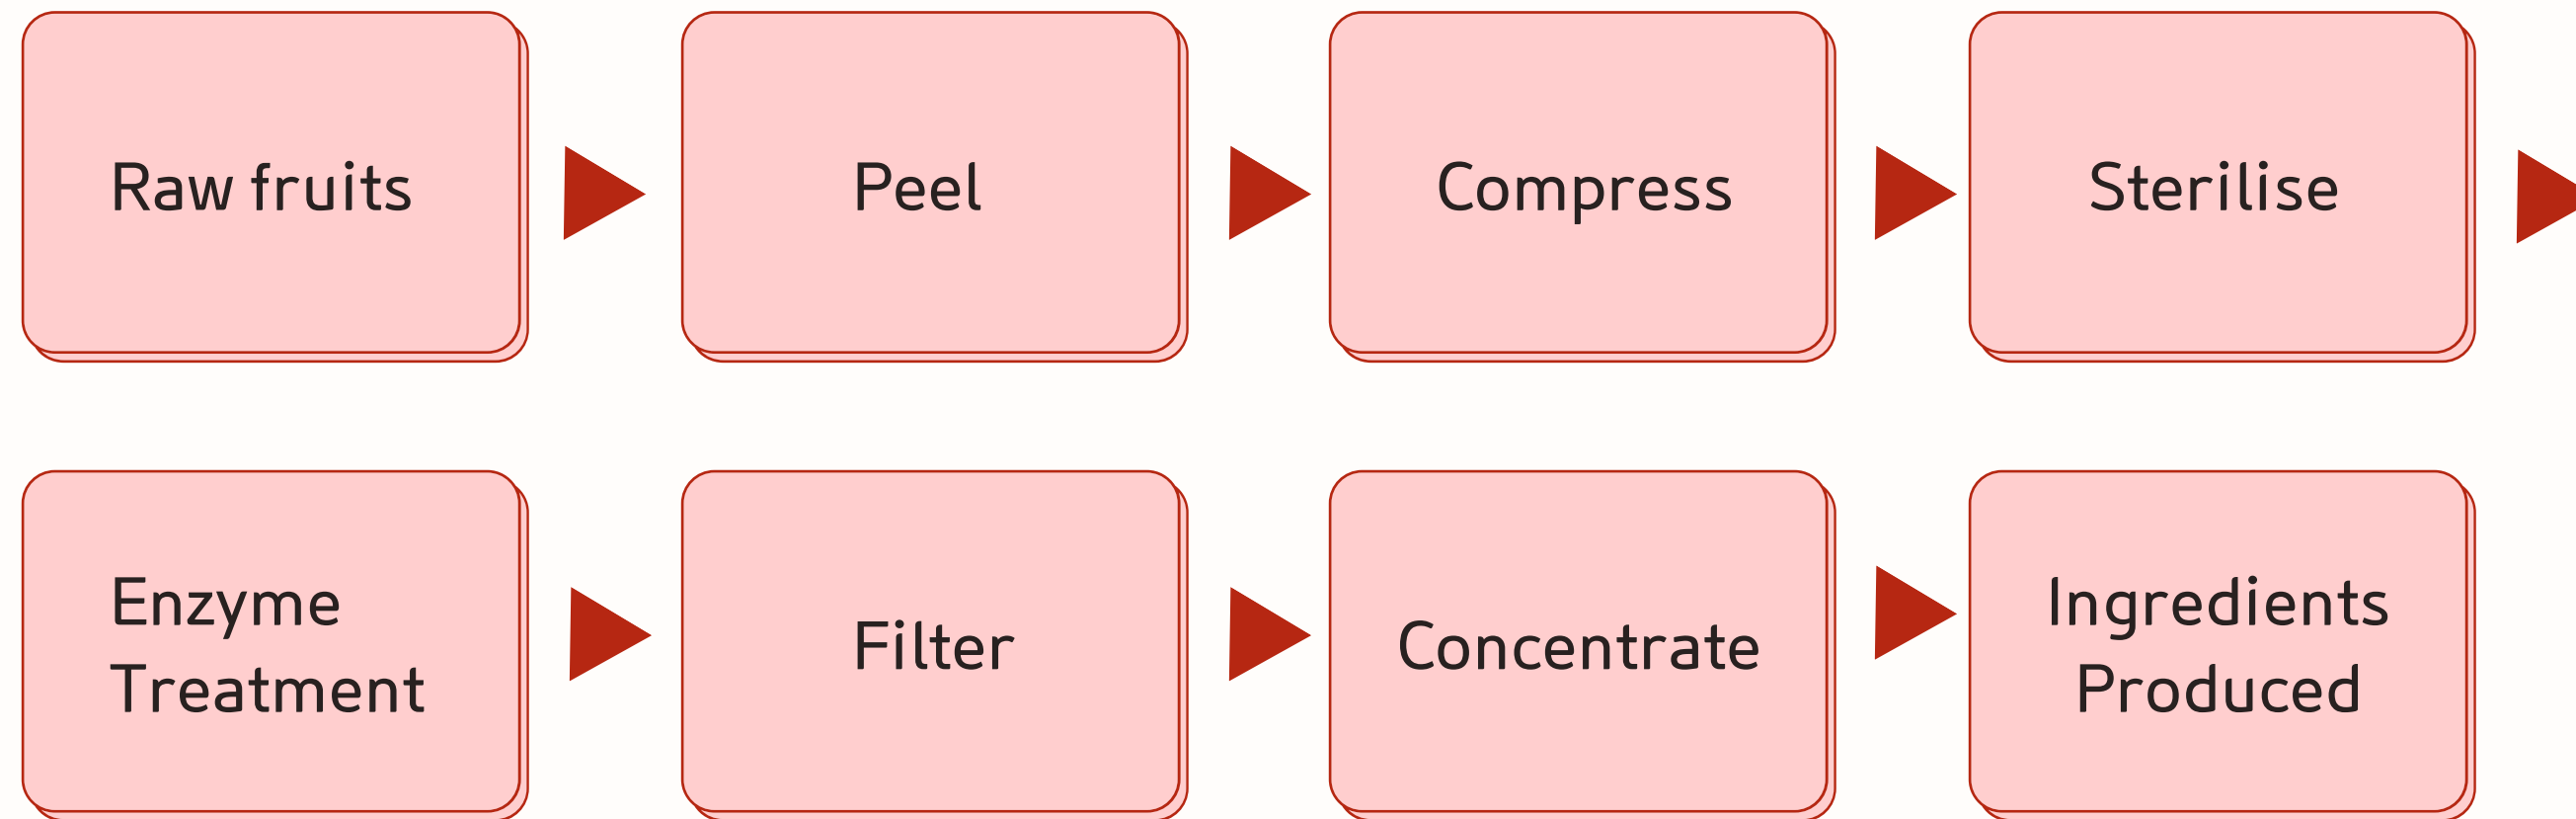 Raw fruits
Peel
Compress
Sterilise
Enzyme
Treatment
Filter
Concentrate
Ingredients
Produced